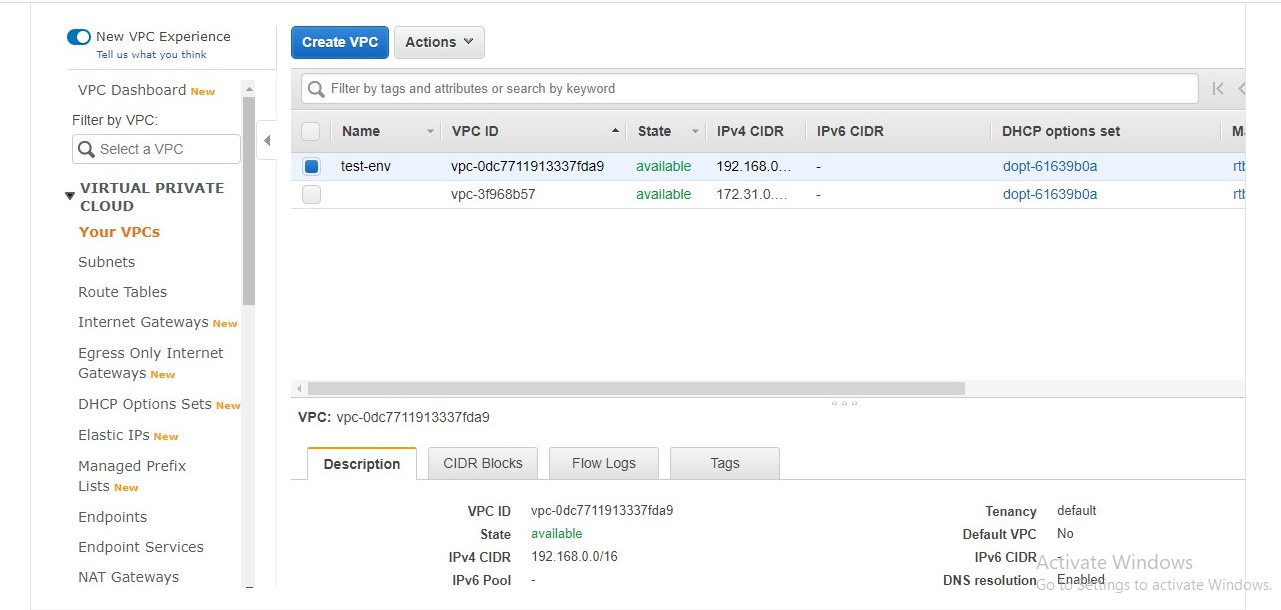 New VPC Experience
Tell us what you think
Create VPC
Actions
VPC Dashboard New
Filter by VPC:
Select a VPC
VIRTUAL PRIVATE
CLOUD
Your VPCs
Subnets
Route Tables
Internet Gateways New
Egress Only Internet
Gateways New
DHCP Options Sets New
Elastic IPs New
Managed Prefix
Lists New
Endpoints
Endpoint Services
NAT Gateways
Filter by tags and attributes or search by keyword
Name VPC ID State IPv4 CIDR IPv6 CIDR DHCP options set
test-env vpc-0dc7711913337fda9 available 192.168.0... - dopt-61639b0a
vpc-3f968b57 available 172.31.0.... - dopt-61639b0a
VPC: vpc-0dc7711913337fda9
Description CIDR Blocks Flow Logs Tags
VPC ID vpc-0dc7711913337fda9
State available
IPv4 CIDR 192.168.0.0/16
IPv6 Pool -
Tenancy default
Default VPC No
IPv6 CIDR -
DNS resolution Enabled
Activate Windows
Go to Settings to activate Windows.